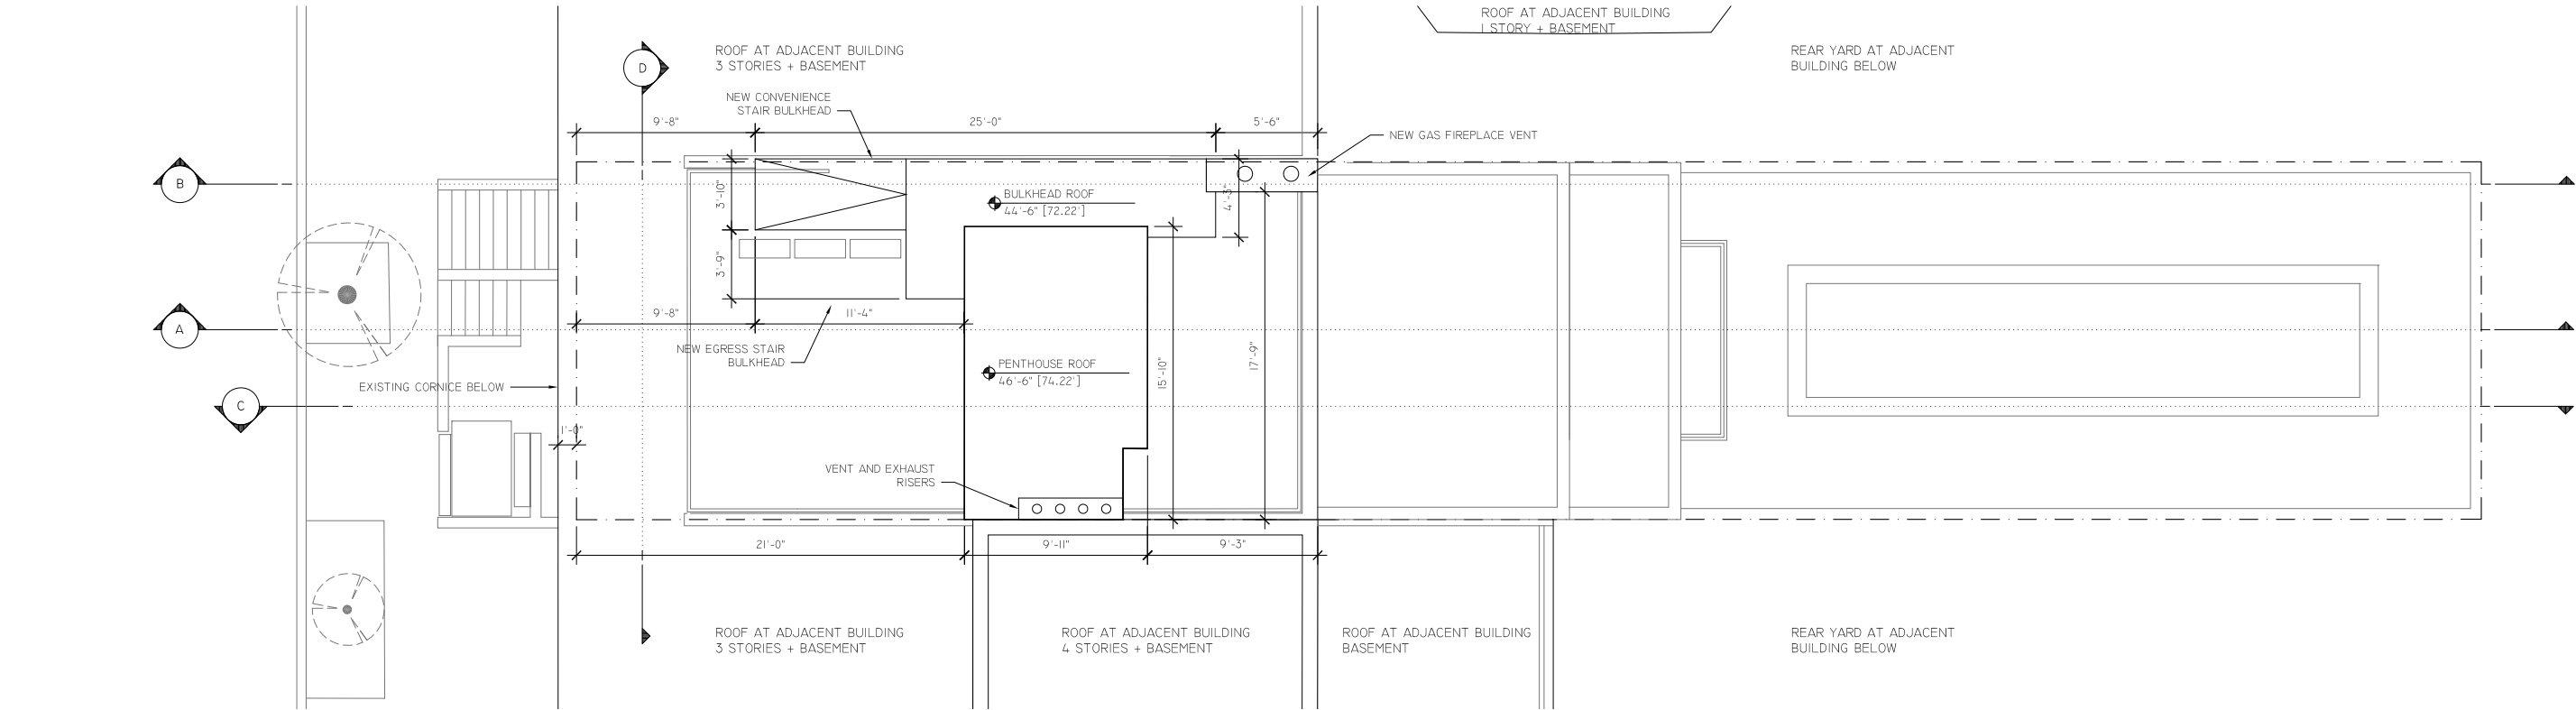 ROOF AT ADJACENT BUILDING
1 STORY + BASEMENT
ROOF AT ADJACENT BUILDING
3 STORIES + BASEMENT
REAR YARD AT ADJACENT
BUILDING BELOW
D
NEW CONVENIENCE
STAIR BULKHEAD
9'-8"
25'-0"
5'-6"
NEW GAS FIREPLACE VENT
B
3'-10"
BULKHEAD ROOF
44'-6" [72.22']
4'-3"
3'-9"
9'-8"
11'-4"
A
NEW EGRESS STAIR
BULKHEAD
PENTHOUSE ROOF
46'-6" [74.22']
15'-10"
17'-9"
EXISTING CORNICE BELOW
C
1'-0"
VENT AND EXHAUST
RISERS
21'-0"
9'-11"
9'-3"
ROOF AT ADJACENT BUILDING
3 STORIES + BASEMENT
ROOF AT ADJACENT BUILDING
4 STORIES + BASEMENT
ROOF AT ADJACENT BUILDING
BASEMENT
REAR YARD AT ADJACENT
BUILDING BELOW